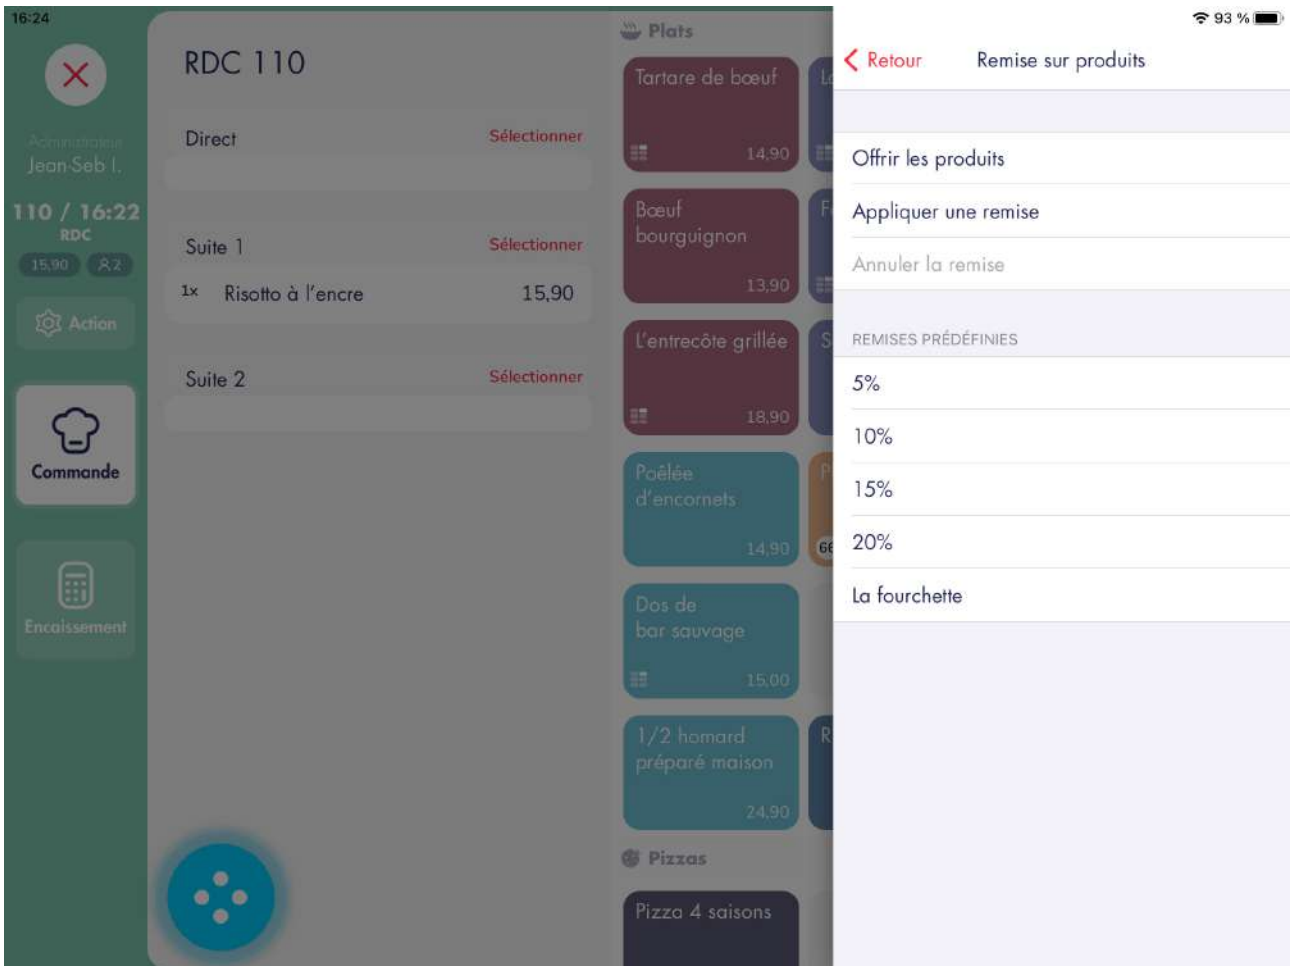 16:24
93 %
Administrateur
Jean-Seb I.
110 / 16:22
RDC
15,90
2
Action
Commande
Encaissement
RDC 110
Direct
Sélectionner
Suite 1
Sélectionner
1x Risotto à l'encre 15,90
Suite 2
Sélectionner
Plats
Tartare de bœuf
14,90
Bœuf
bourguignon
13,90
L'entrecôte grillée
18,90
Poêlée
d'encornets
14,90
Dos de
bar sauvage
15,00
1/2 homard
préparé maison
24,90
Pizzas
Pizza 4 saisons
Retour
Remise sur produits
Offrir les produits
Appliquer une remise
Annuler la remise
REMISES PRÉDÉFINIES
5%
10%
15%
20%
La fourchette